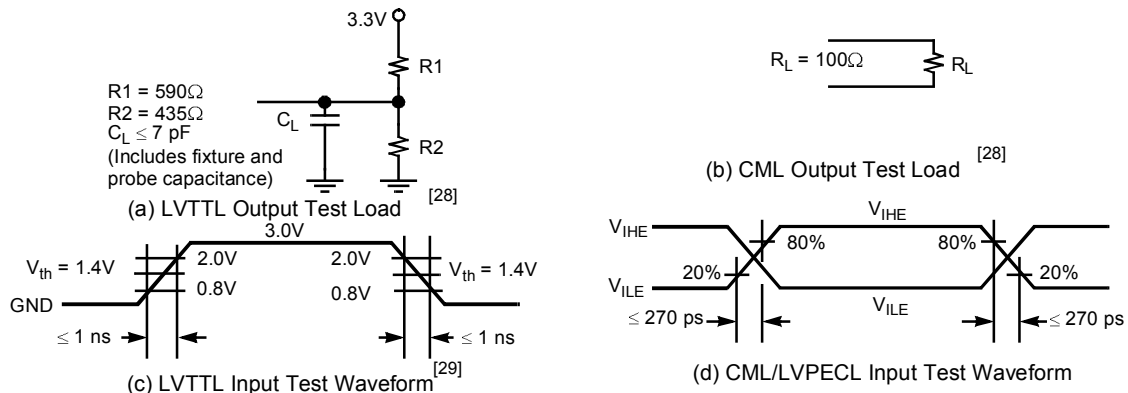 3.3V
R1
R1 = 590Ω
R2 = 435Ω
C_L ≤ 7 pF
(Includes fixture and
probe capacitance)
C_L
R2
(a) LVTTL Output Test Load [28]
R_L = 100Ω
R_L
(b) CML Output Test Load [28]
3.0V
V_th = 1.4V
2.0V
0.8V
2.0V
0.8V
V_th = 1.4V
GND
≤ 1 ns
≤ 1 ns
(c) LVTTL Input Test Waveform [29]
V_IHE
V_IHE
80%
80%
20%
20%
V_ILE
V_ILE
≤ 270 ps
≤ 270 ps
(d) CML/LVPECL Input Test Waveform